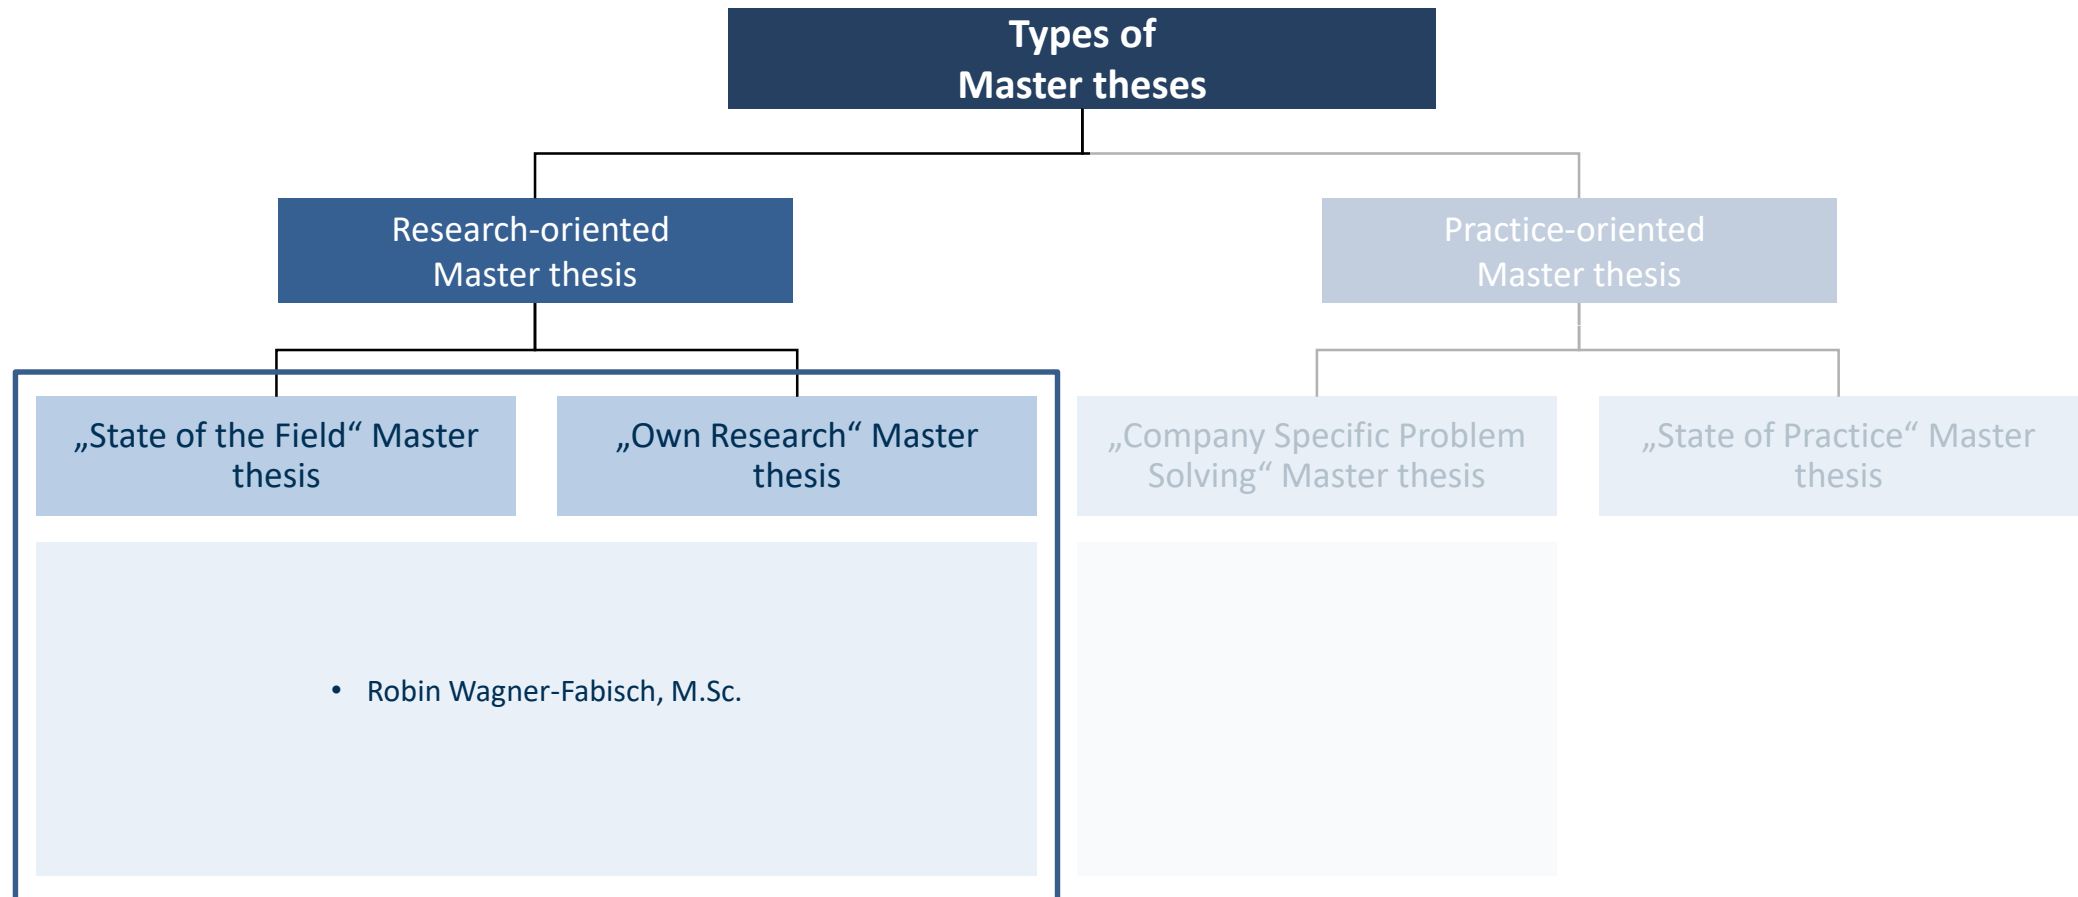 Types of
Master theses
Research-oriented
Master thesis
Practice-oriented
Master thesis
„State of the Field“ Master
thesis
„Own Research“ Master
thesis
„Company Specific Problem
Solving“ Master thesis
„State of Practice“ Master
thesis
• Robin Wagner-Fabisch, M.Sc.